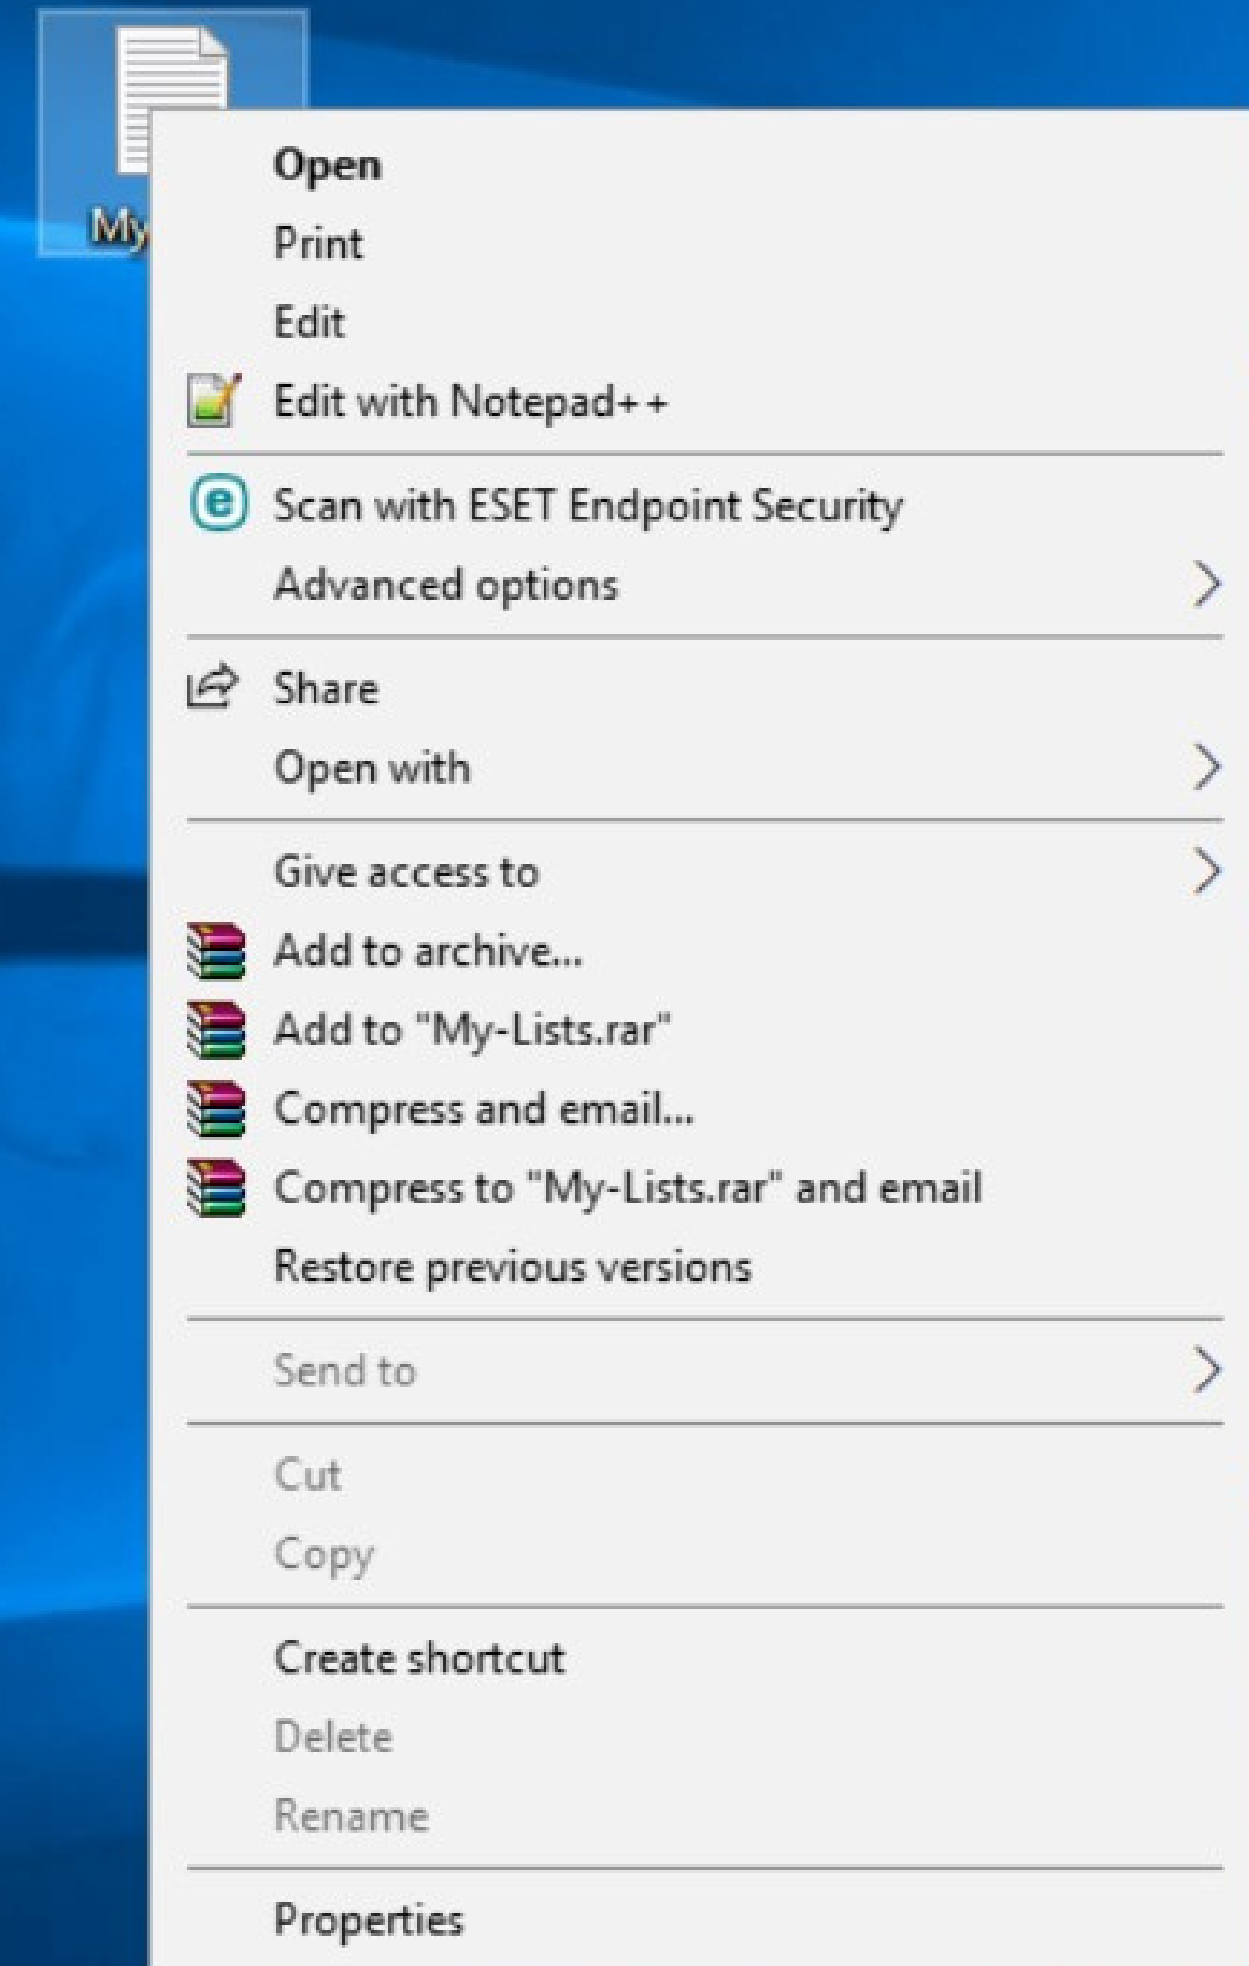 My
Open
Print
Edit
Edit with Notepad++
Scan with ESET Endpoint Security
Advanced options
Share
Open with
Give access to
Add to archive...
Add to "My-Lists.rar"
Compress and email...
Compress to "My-Lists.rar" and email
Restore previous versions
Send to
Cut
Copy
Create shortcut
Delete
Rename
Properties